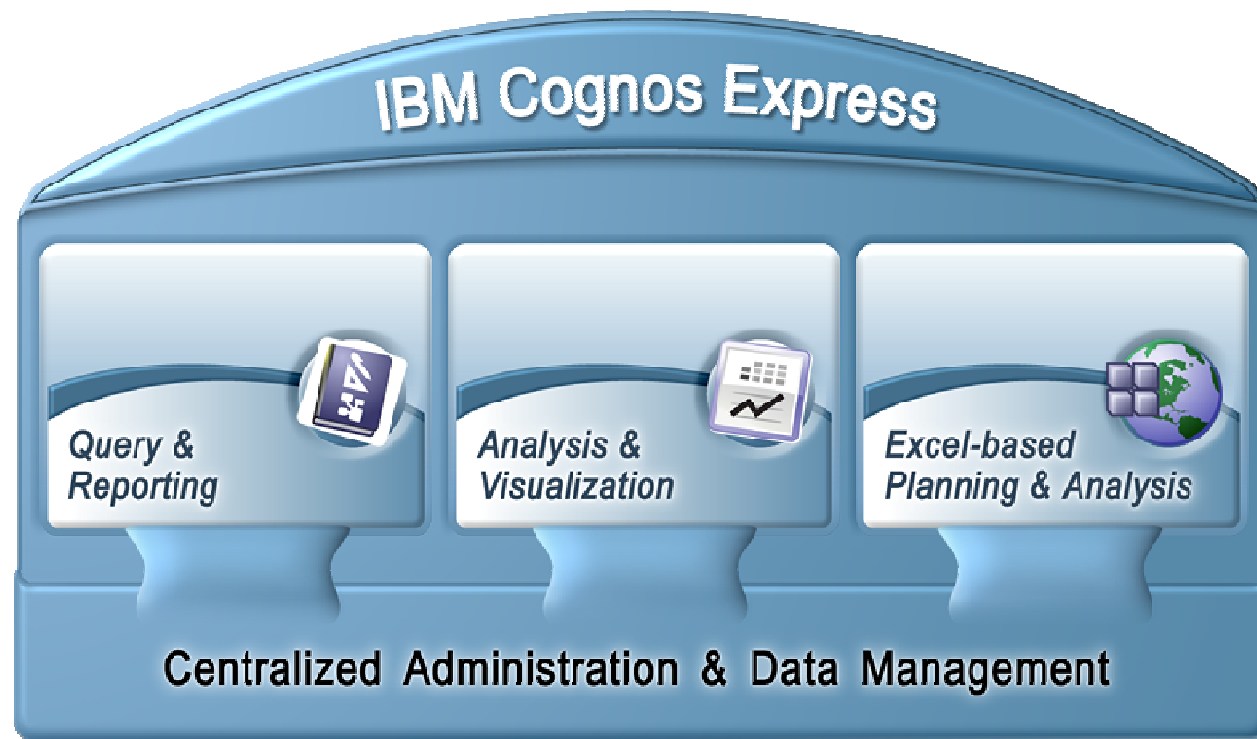 IBM Cognos Express
Query &
Reporting
Analysis &
Visualization
Excel-based
Planning & Analysis
Centralized Administration & Data Management